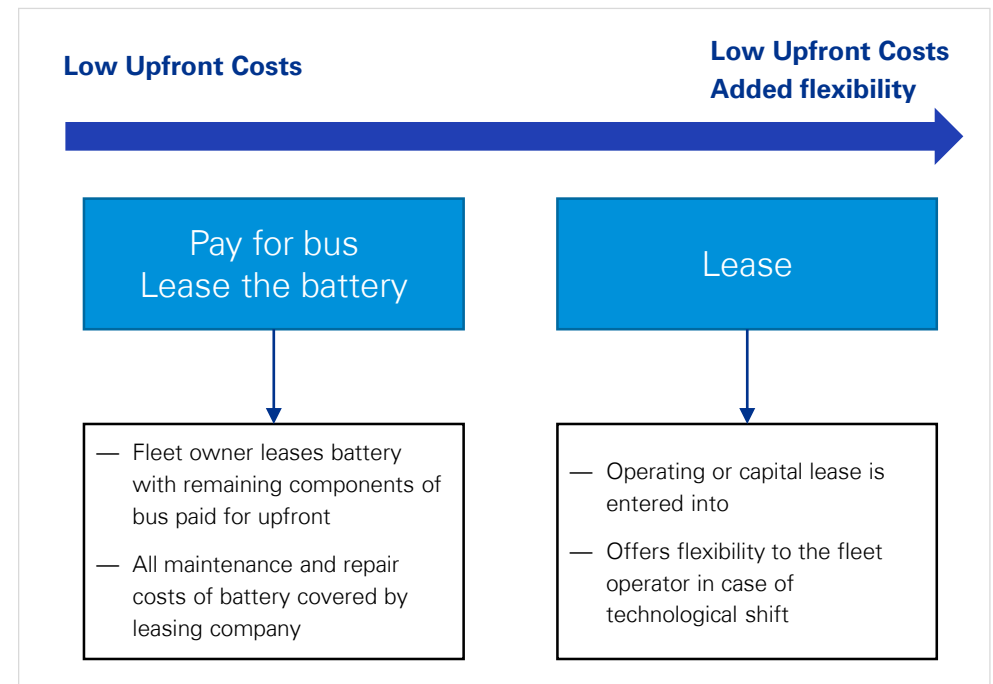 Low Upfront Costs
Low Upfront Costs
Added flexibility
Pay for bus
Lease the battery
Lease
— Fleet owner leases battery
with remaining components of
bus paid for upfront
— All maintenance and repair
costs of battery covered by
leasing company
— Operating or capital lease is
entered into
— Offers flexibility to the fleet
operator in case of
technological shift